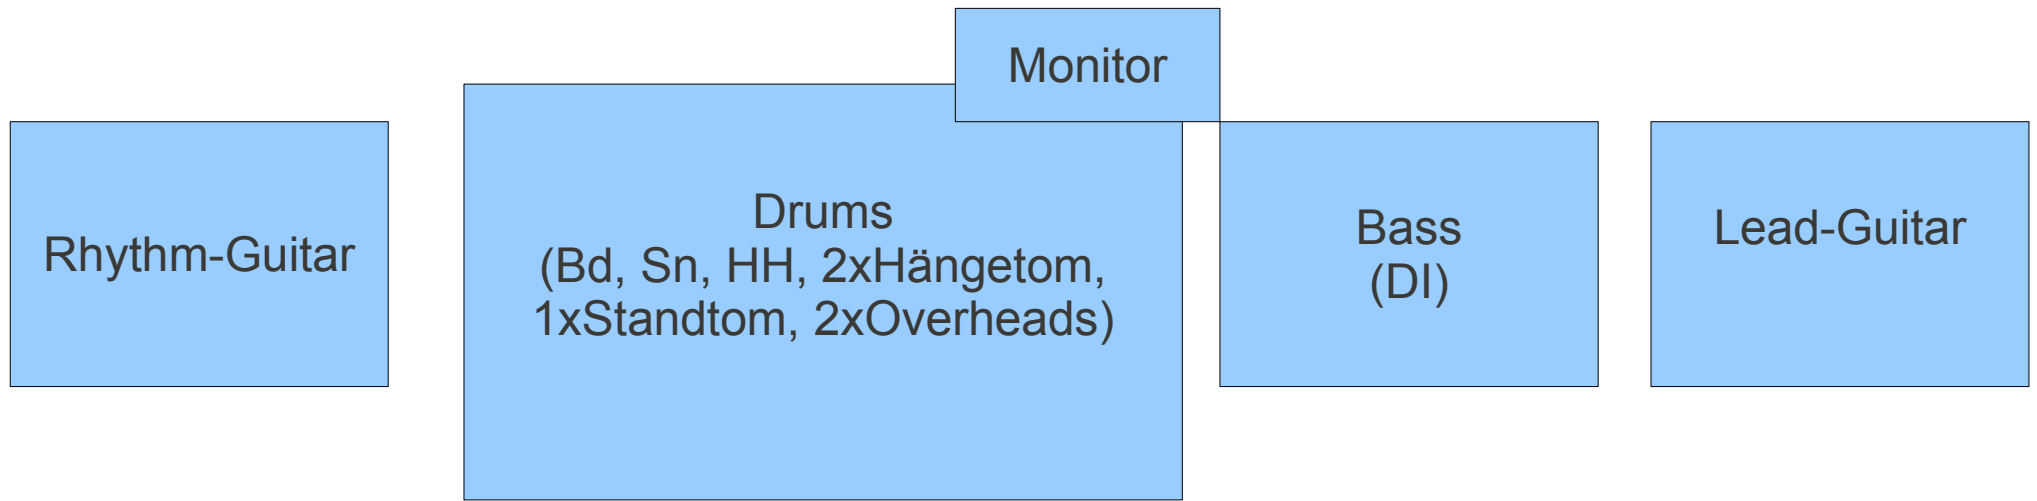 Monitor
Rhythm-Guitar
Drums
(Bd, Sn, HH, 2xHängetom,
1xStandtom, 2xOverheads)
Bass
(DI)
Lead-Guitar